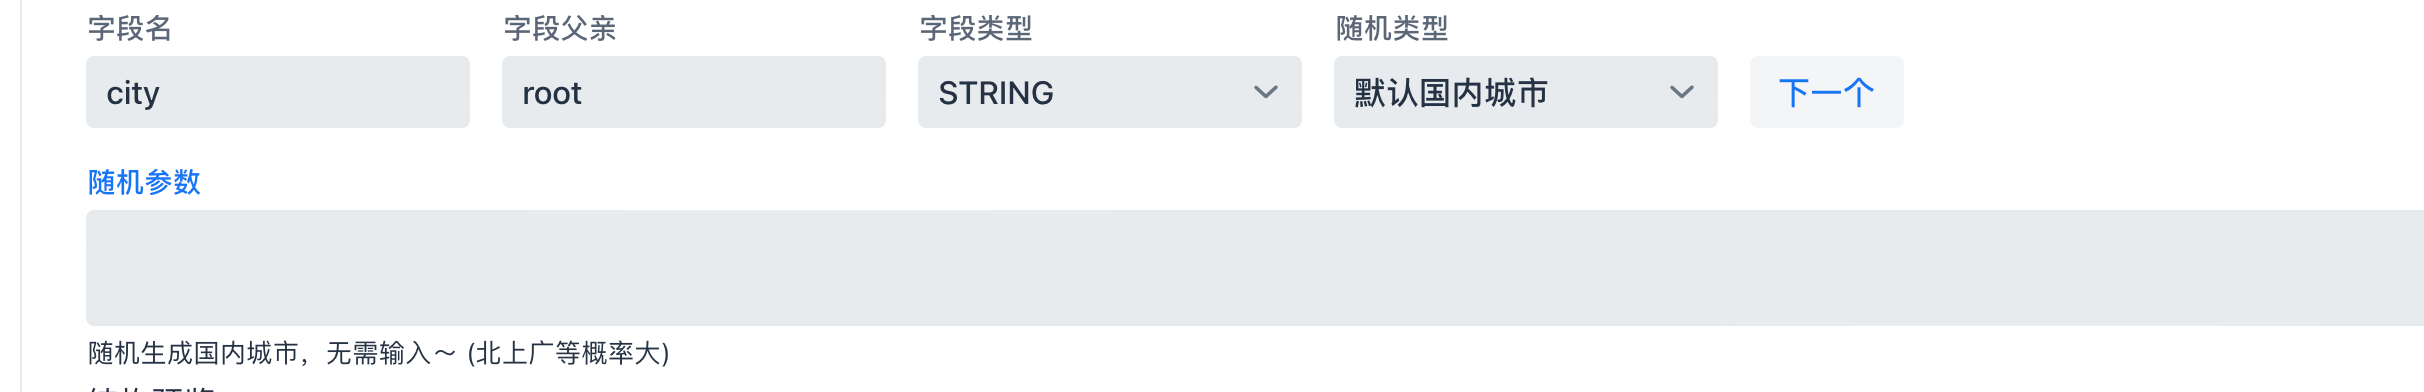 字段名 字段父亲 字段类型 随机类型
city root STRING 默认国内城市 下一个
随机参数
随机生成国内城市，无需输入～ (北上广等概率大)